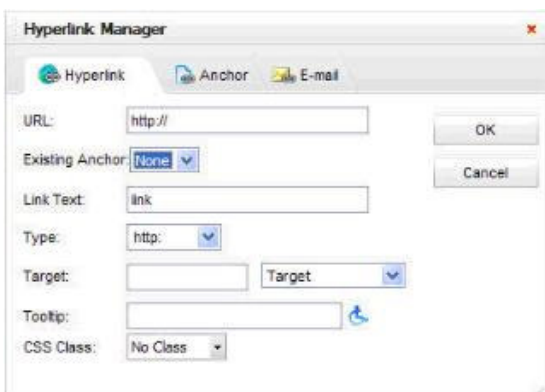 Hyperlink Manager
Hyperlink Anchor E-mail
URL: http:// OK
Existing Anchor: None Cancel
Link Text: link
Type: http:
Target: Target
Tooltip:
CSS Class: No Class